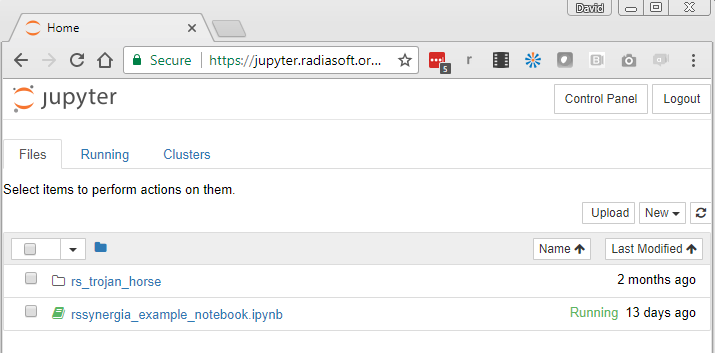 David
Home
Secure https://jupyter.radiasoft.or...
5
r
B
a
jupyter
Control Panel Logout
Files Running Clusters
Select items to perform actions on them.
Upload New
Name Last Modified
rs_trojan_horse 2 months ago
rssynergia_example_notebook.ipynb Running 13 days ago